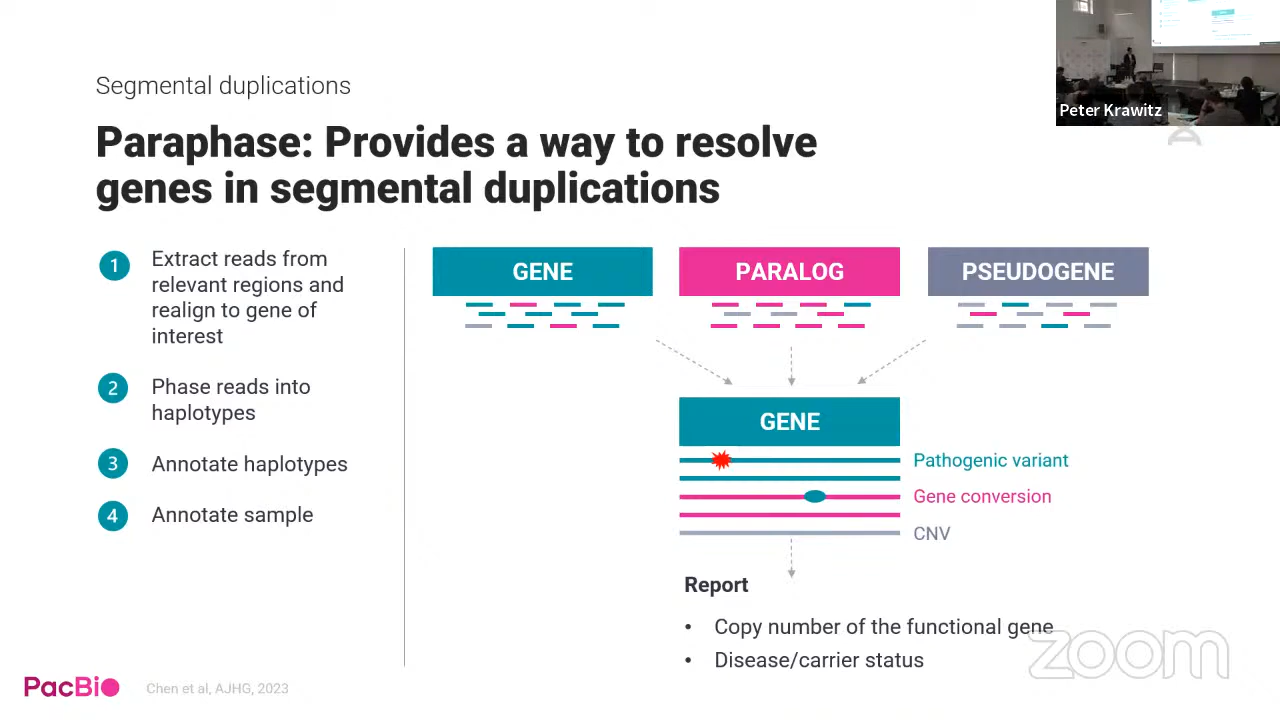 Peter Krawitz
Segmental duplications
Paraphase: Provides a way to resolve
genes in segmental duplications
1
Extract reads from
relevant regions and
realign to gene of
interest
2
Phase reads into
haplotypes
3
Annotate haplotypes
4
Annotate sample
GENE
PARALOG
PSEUDOGENE
GENE
Pathogenic variant
Gene conversion
CNV
Report
• Copy number of the functional gene
• Disease/carrier status
zoom
PacBio
Chen et al, AJHG, 2023